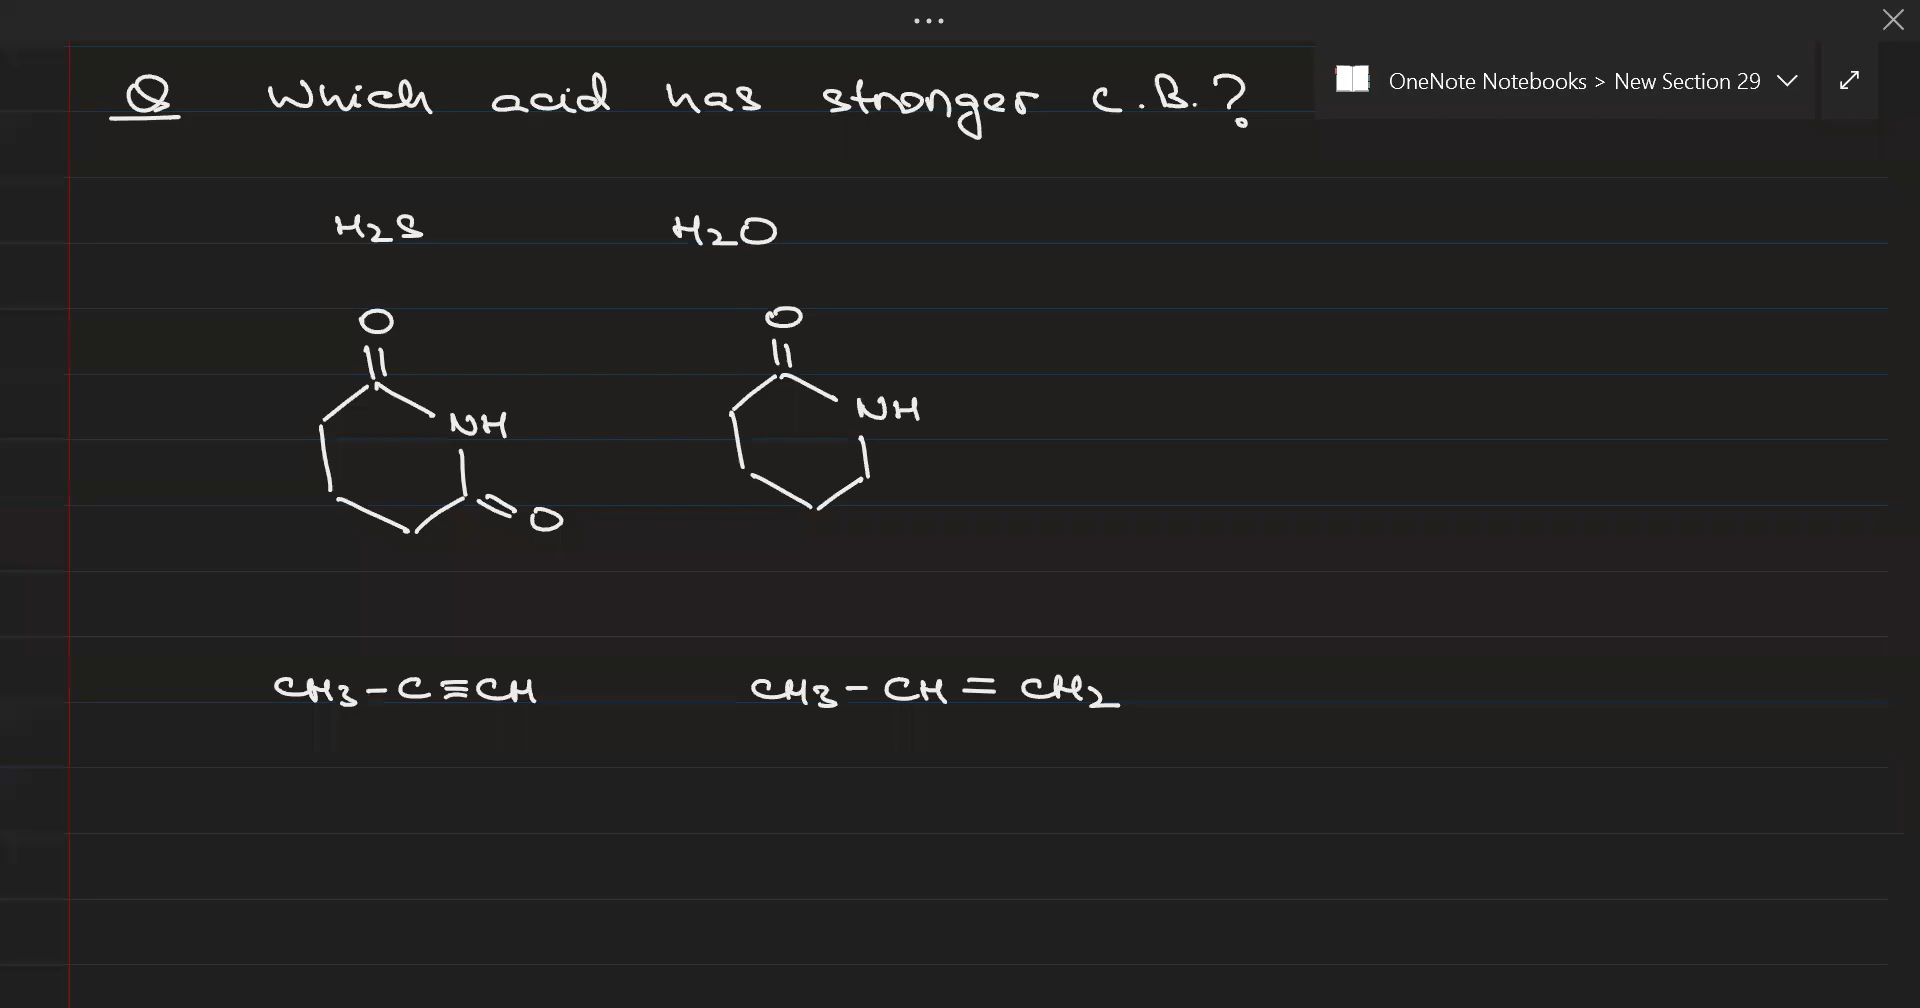 ...
OneNote Notebooks > New Section 29
Q Which acid has stronger C.B.?
H2S H2O
O O
NH NH
O
CH3-C≡CH CH3-CH=CH2